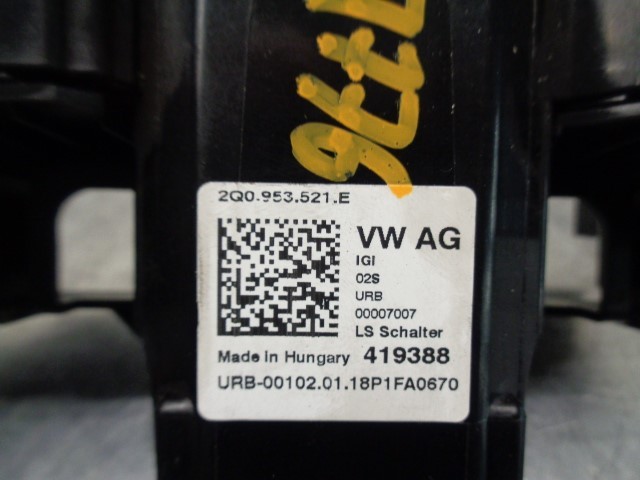 2Q0.953.521.E
VW AG
IGI
02S
URB
00007007
LS Schalter
Made in Hungary 419388
URB-00102.01.18P1FA0670